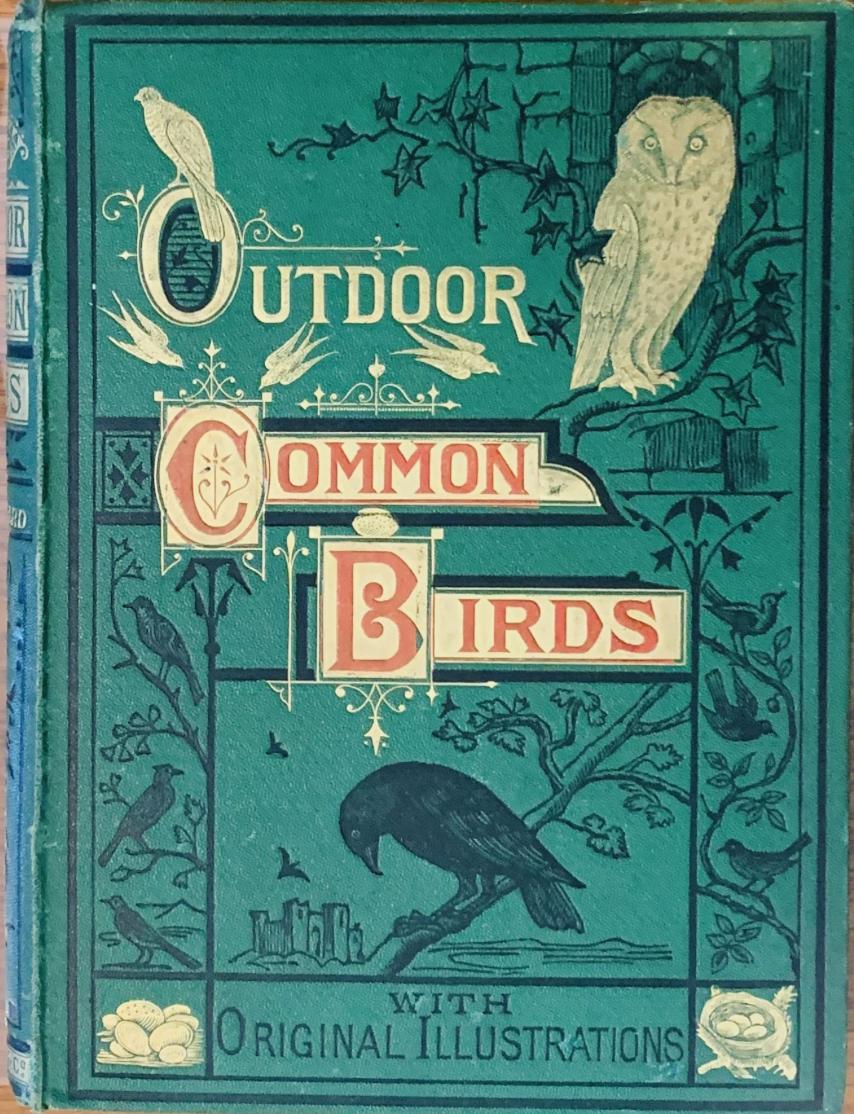 OUTDOOR
COMMON
BIRDS
WITH
ORIGINAL ILLUSTRATIONS